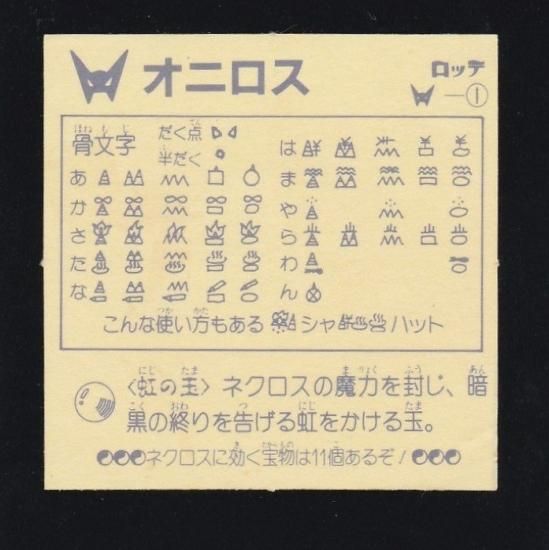 オニロス
ロッテ
—①
骨文字 だく点
半だく
は
あ ま
か や
さ ら
た わ
な ん
こんな使い方もある シャ ハット
〈虹の玉〉ネクロスの魔力を封じ、暗
黒の終りを告げる虹をかける玉。
ネクロスに効く宝物は11個あるぞ!